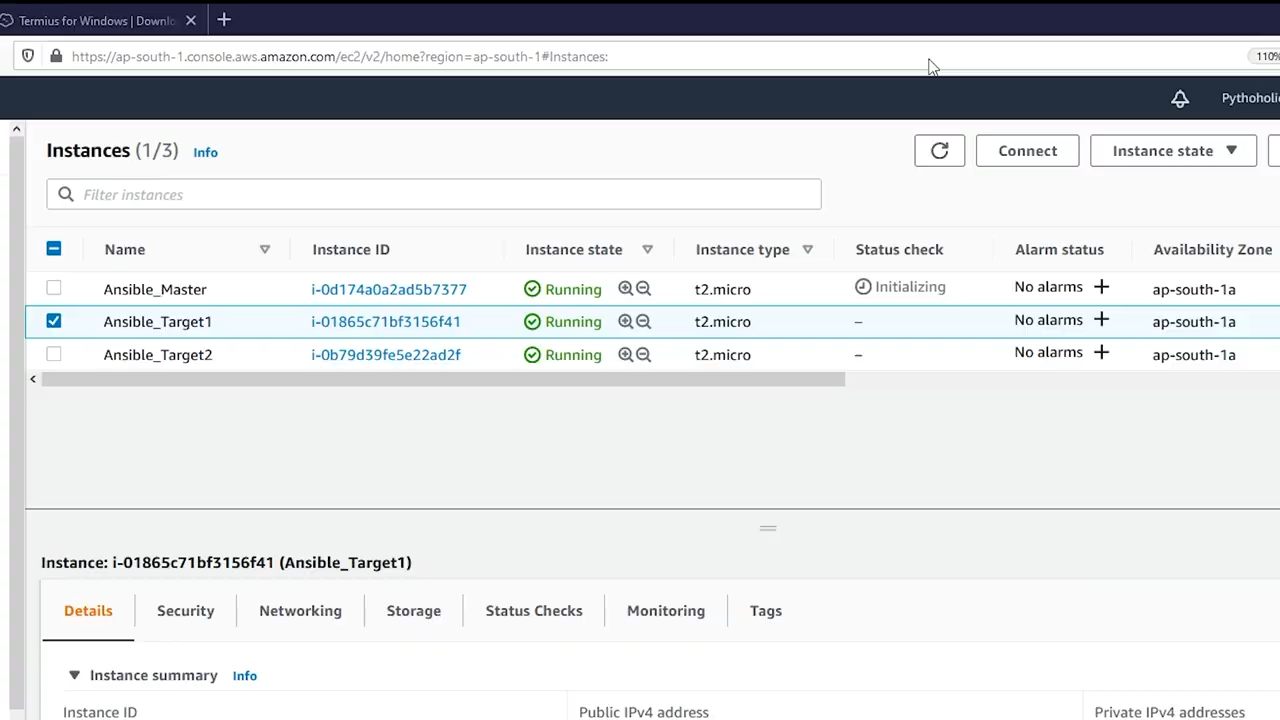 Termius for Windows | Downlo
https://ap-south-1.console.aws.amazon.com/ec2/v2/home?region=ap-south-1#Instances:
110%
Pythoholi
Instances (1/3) Info
Connect
Instance state
Filter instances
Name Instance ID Instance state Instance type Status check Alarm status Availability Zone
Ansible_Master i-0d174a0a2ad5b7377 Running t2.micro Initializing No alarms + ap-south-1a
Ansible_Target1 i-01865c71bf3156f41 Running t2.micro – No alarms + ap-south-1a
Ansible_Target2 i-0b79d39fe5e22ad2f Running t2.micro – No alarms + ap-south-1a
Instance: i-01865c71bf3156f41 (Ansible_Target1)
Details Security Networking Storage Status Checks Monitoring Tags
Instance summary Info
Instance ID Public IPv4 address Private IPv4 addresses